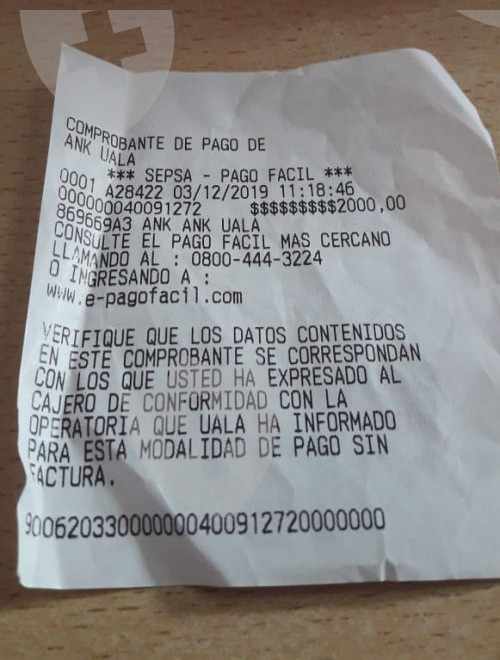 COMPROBANTE DE PAGO DE
ANK UALA
*** SEPSA - PAGO FACIL ***
0001 A28422 03/12/2019 11:18:46
000000040091272 $$$$$$$$$2000,00
869669A3 ANK ANK UALA
CONSULTE EL PAGO FACIL MAS CERCANO
LLAMANDO AL : 0800-444-3224
O INGRESANDO A :
www.e-pagofacil.com
VERIFIQUE QUE LOS DATOS CONTENIDOS
EN ESTE COMPROBANTE SE CORRESPONDAN
CON LOS QUE USTED HA EXPRESADO AL
CAJERO DE CONFORMIDAD CON LA
OPERATORIA QUE UALA HA INFORMADO
PARA ESTA MODALIDAD DE PAGO SIN
FACTURA.
900620330000000400912720000000